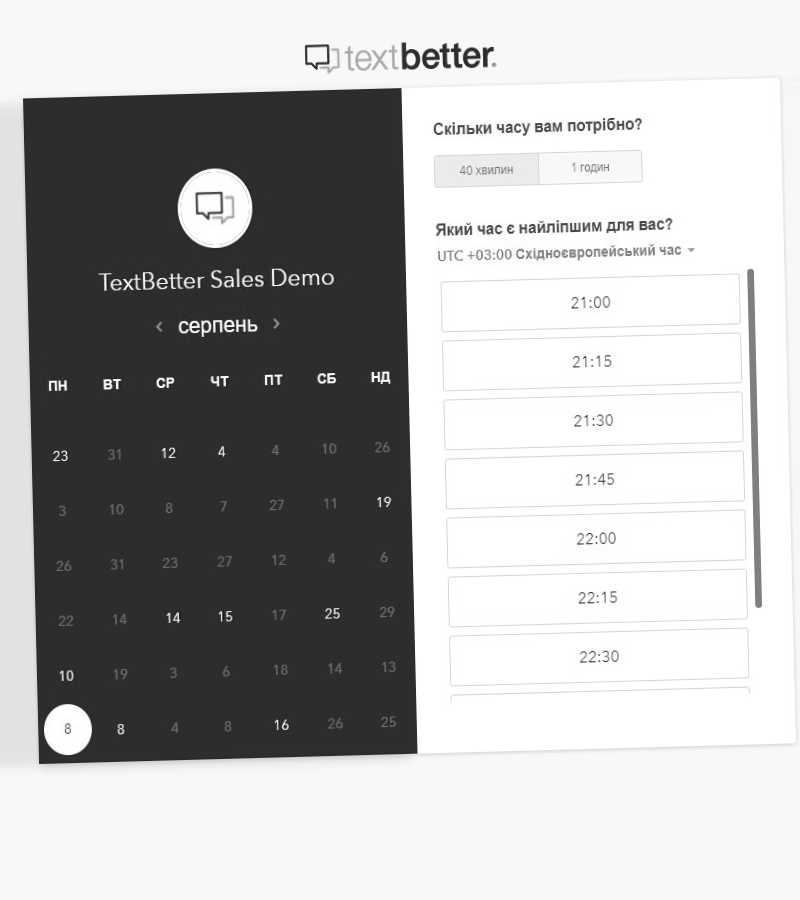 textbetter.
TextBetter Sales Demo
‹ серпень ›
ПН ВТ СР ЧТ ПТ СБ НД
23 31 12 4 4 10 26
3 10 8 7 27 11 19
26 31 23 27 12 4 6
22 14 14 15 17 25 29
10 19 3 6 18 14 13
8 8 4 8 16 26 25
Скільки часу вам потрібно?
40 хвилин 1 годин
Який час є найліпшим для вас?
UTC +03:00 Східноєвропейський час
21:00
21:15
21:30
21:45
22:00
22:15
22:30